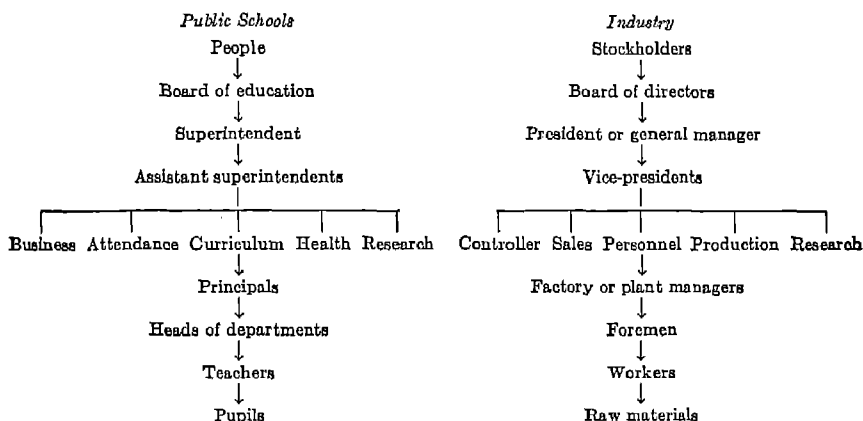 Public Schools
People
Board of education
Superintendent
Assistant superintendents
Business Attendance Curriculum Health Research
Principals
Heads of departments
Teachers
Pupils
Industry
Stockholders
Board of directors
President or general manager
Vice-presidents
Controller Sales Personnel Production Research
Factory or plant managers
Foremen
Workers
Raw materials